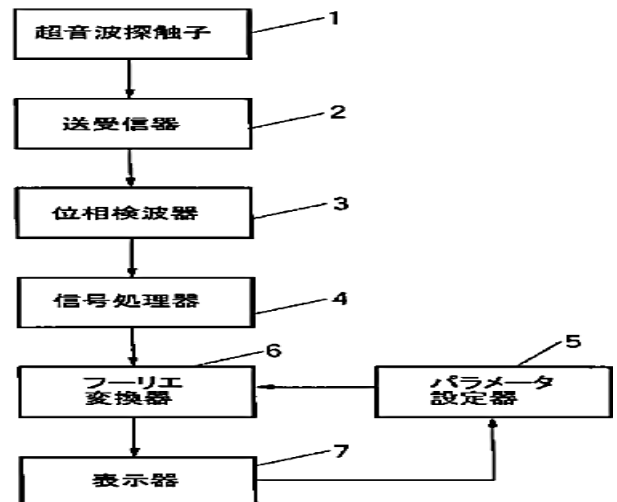 超音波探触子
1
送受信器
2
位相検波器
3
信号処理器
4
フーリエ
変換器
6
パラメータ
設定器
5
表示器
7